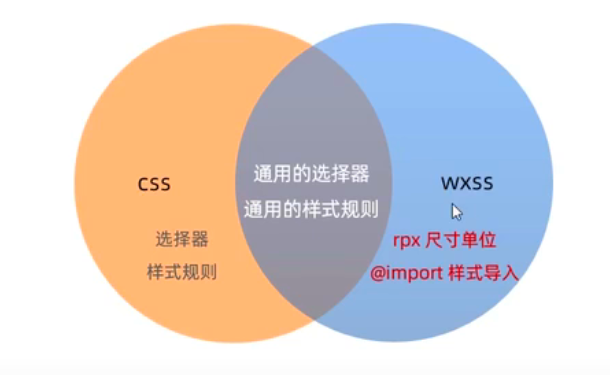 CSS
选择器
样式规则
通用的选择器
通用的样式规则
WXSS
rpx 尺寸单位
@import 样式导入